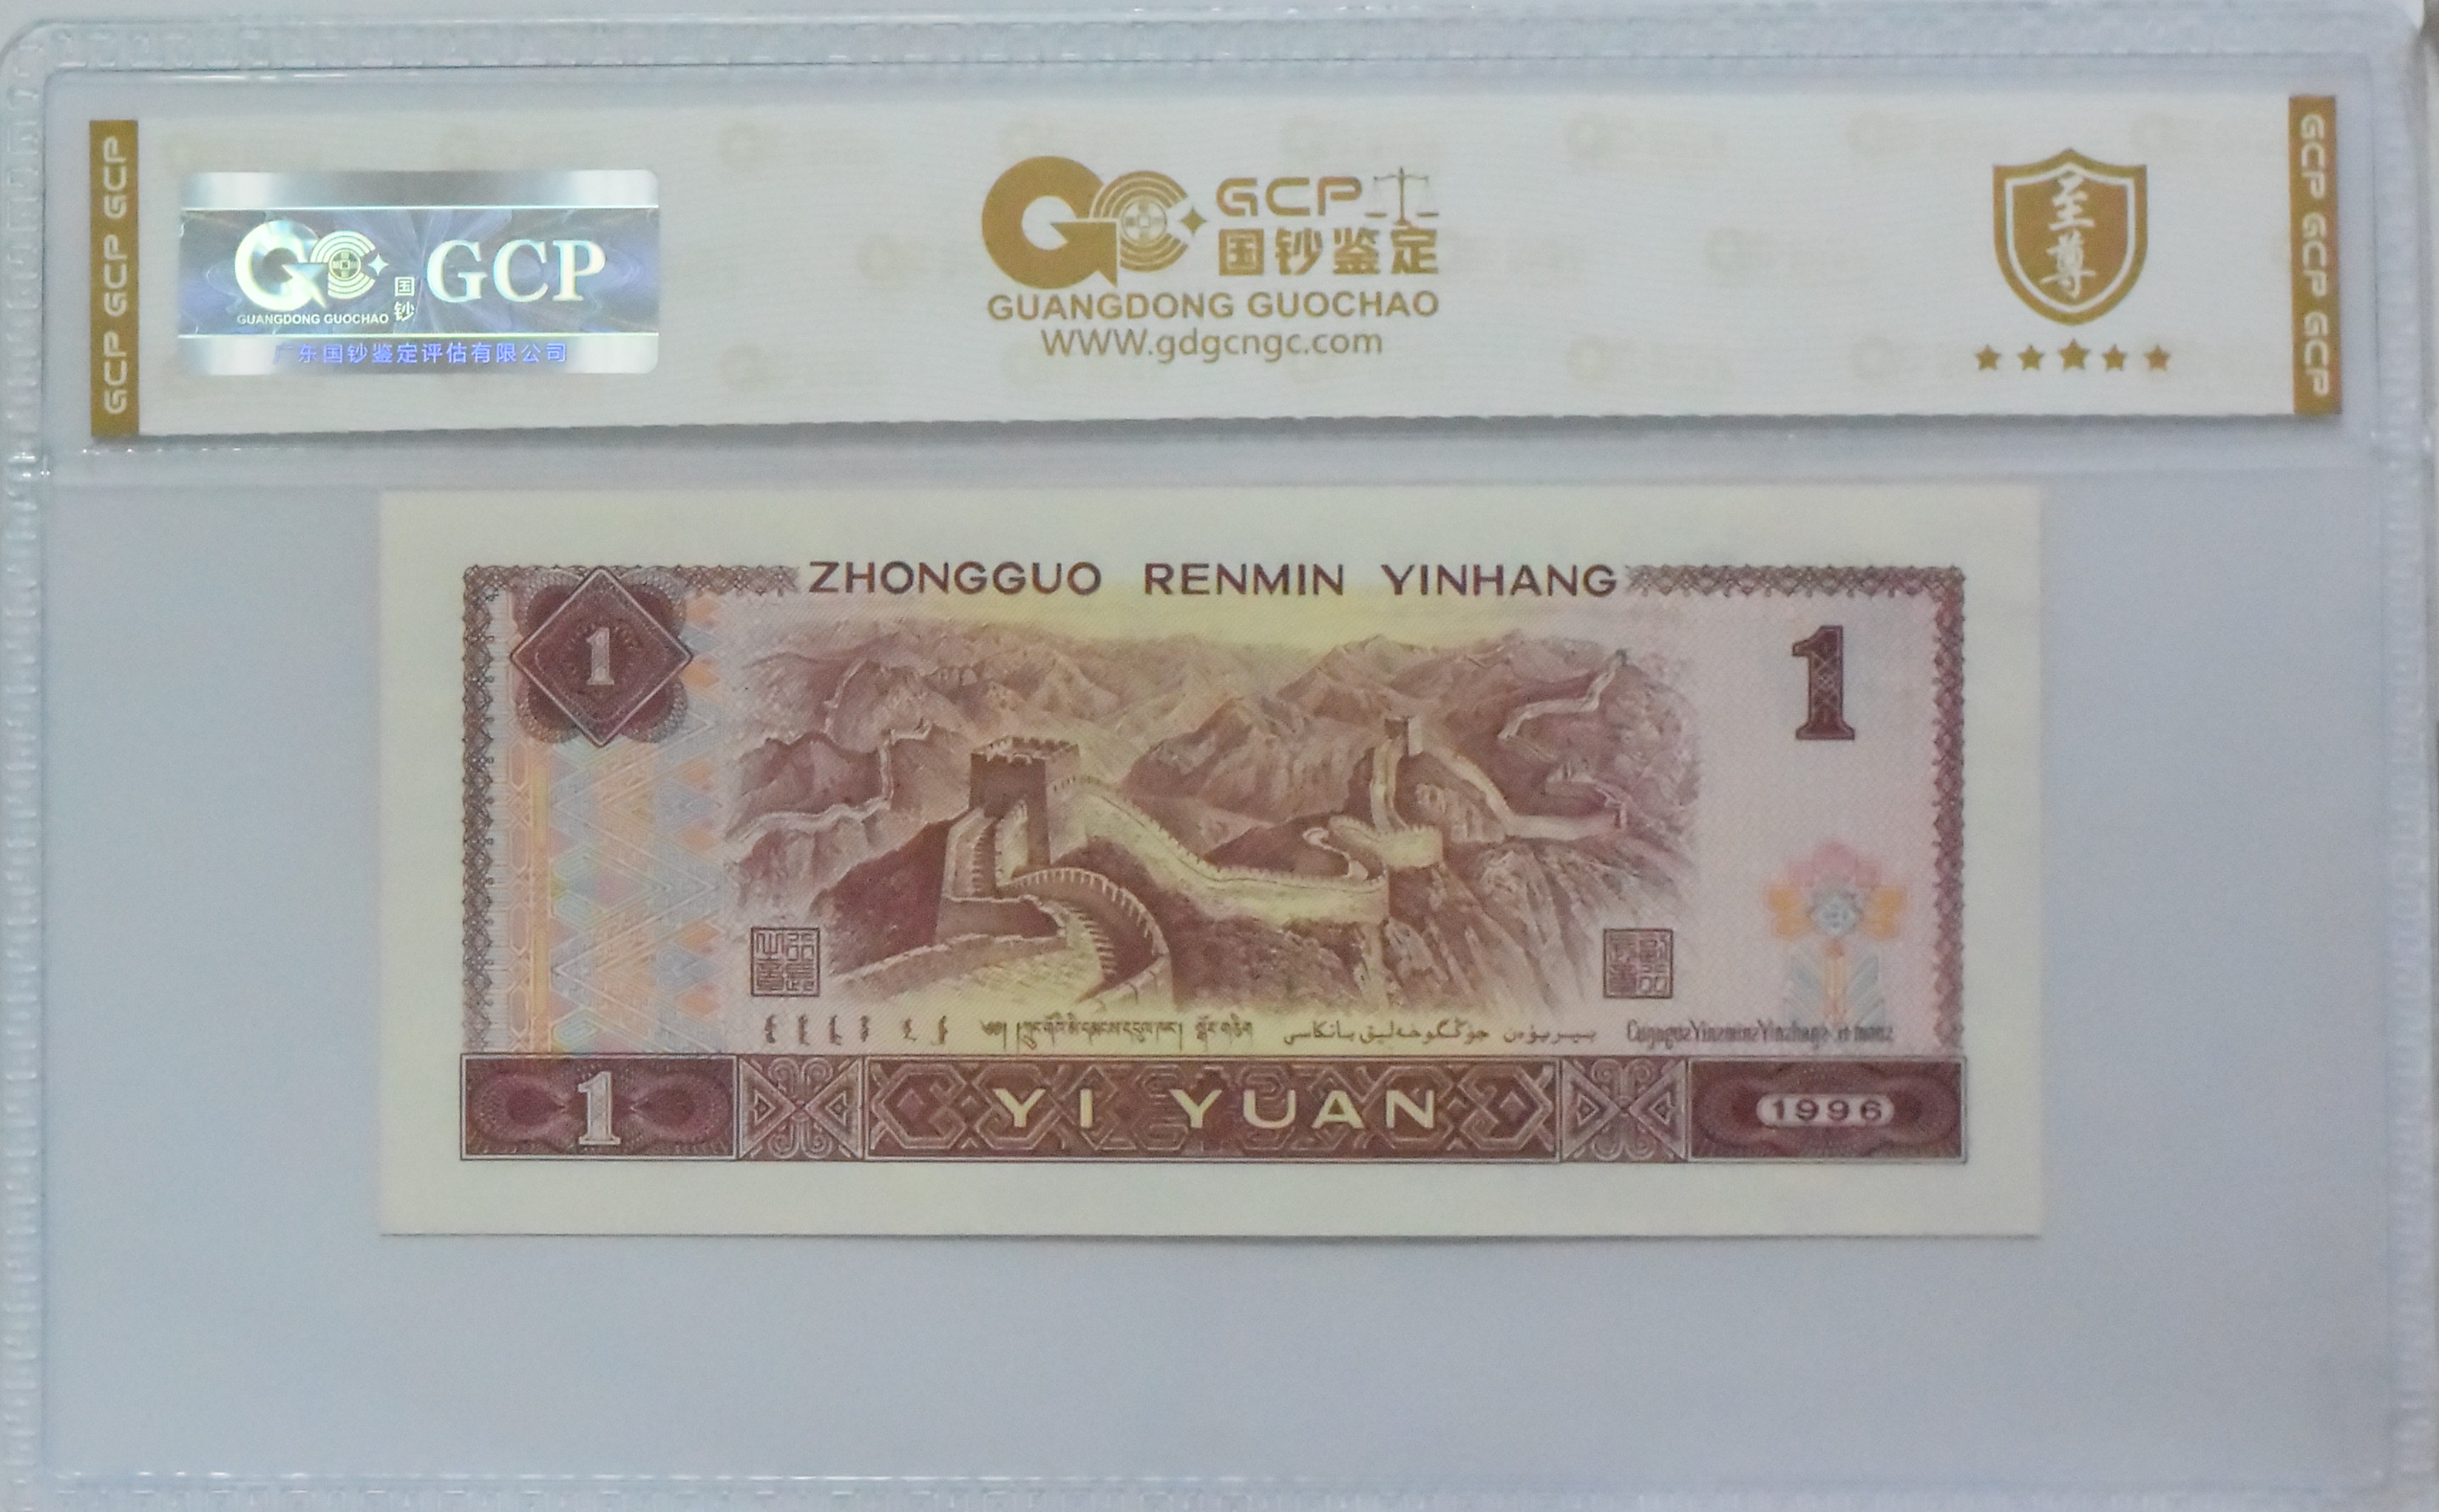 GCP GCP GCP
国钞
GCP
GUANGDONG GUOCHAO
广东国钞鉴定评估有限公司
GCP
国钞鉴定
GUANGDONG GUOCHAO
WWW.gdgcngc.com
至尊
GCP GCP GCP
ZHONGGUO RENMIN YINHANG
1
1
1
YI YUAN
1996